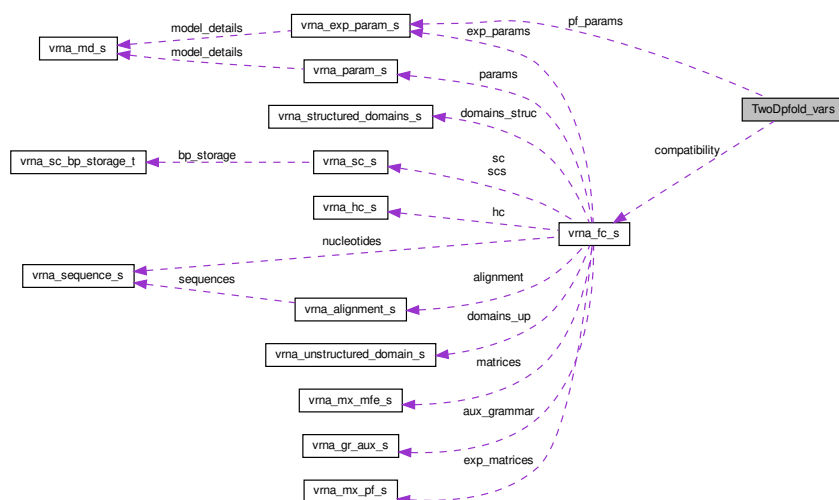 model_details
vrna_exp_param_s
pf_params
exp_params
vrna_md_s
model_details
vrna_param_s
params
TwoDpfold_vars
vrna_structured_domains_s
domains_struc
compatibility
vrna_sc_bp_storage_t
bp_storage
vrna_sc_s
sc
scs
vrna_hc_s
hc
vrna_fc_s
nucleotides
vrna_sequence_s
sequences
alignment
vrna_alignment_s
domains_up
vrna_unstructured_domain_s
matrices
vrna_mx_mfe_s
aux_grammar
vrna_gr_aux_s
exp_matrices
vrna_mx_pf_s